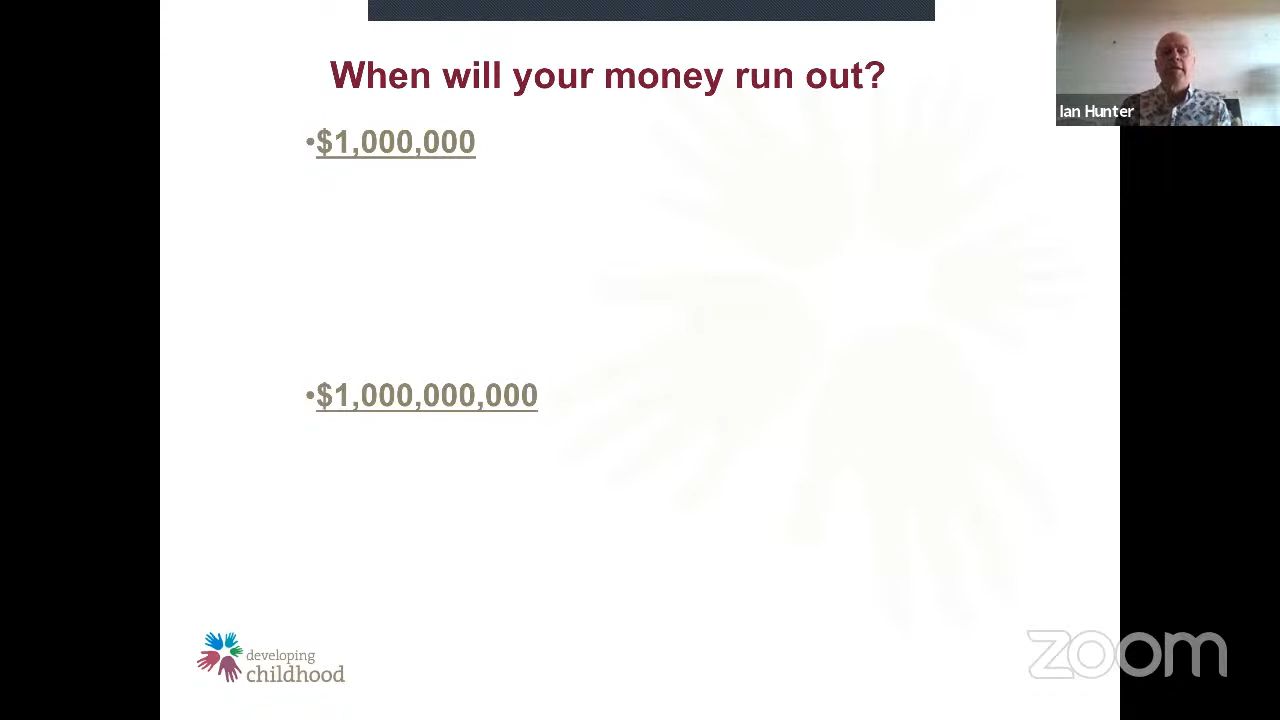 When will your money run out?
Ian Hunter
•$1,000,000
•$1,000,000,000
developing
childhood
zoom